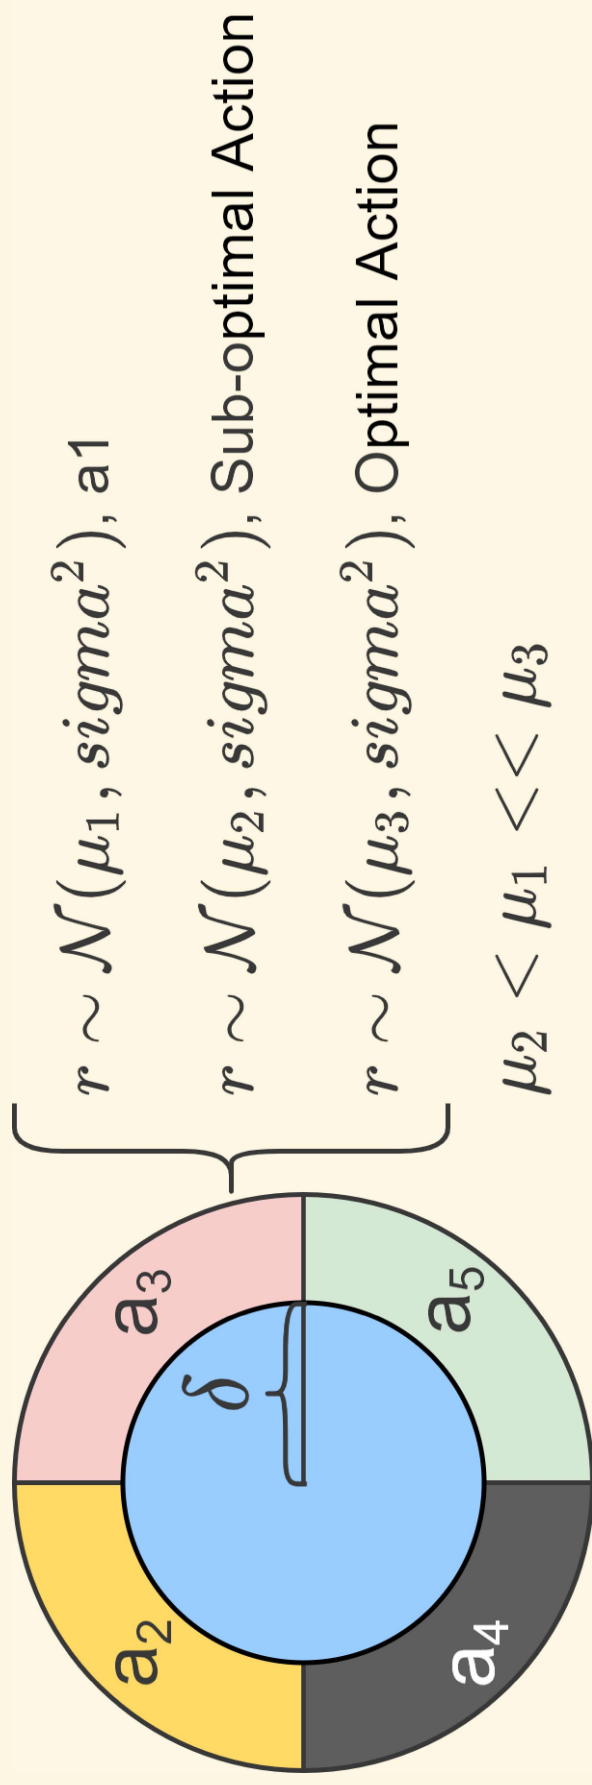 a₂
a₃
δ
a₄
a₅
r ∼ 𝒩(μ₁, sigma²), a1
r ∼ 𝒩(μ₂, sigma²), Sub-optimal Action
r ∼ 𝒩(μ₃, sigma²), Optimal Action
μ₂ < μ₁ << μ₃